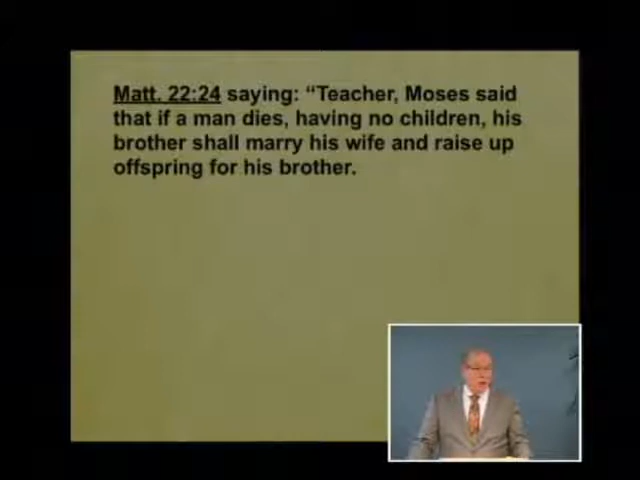 Matt. 22:24 saying: “Teacher, Moses said
that if a man dies, having no children, his
brother shall marry his wife and raise up
offspring for his brother.